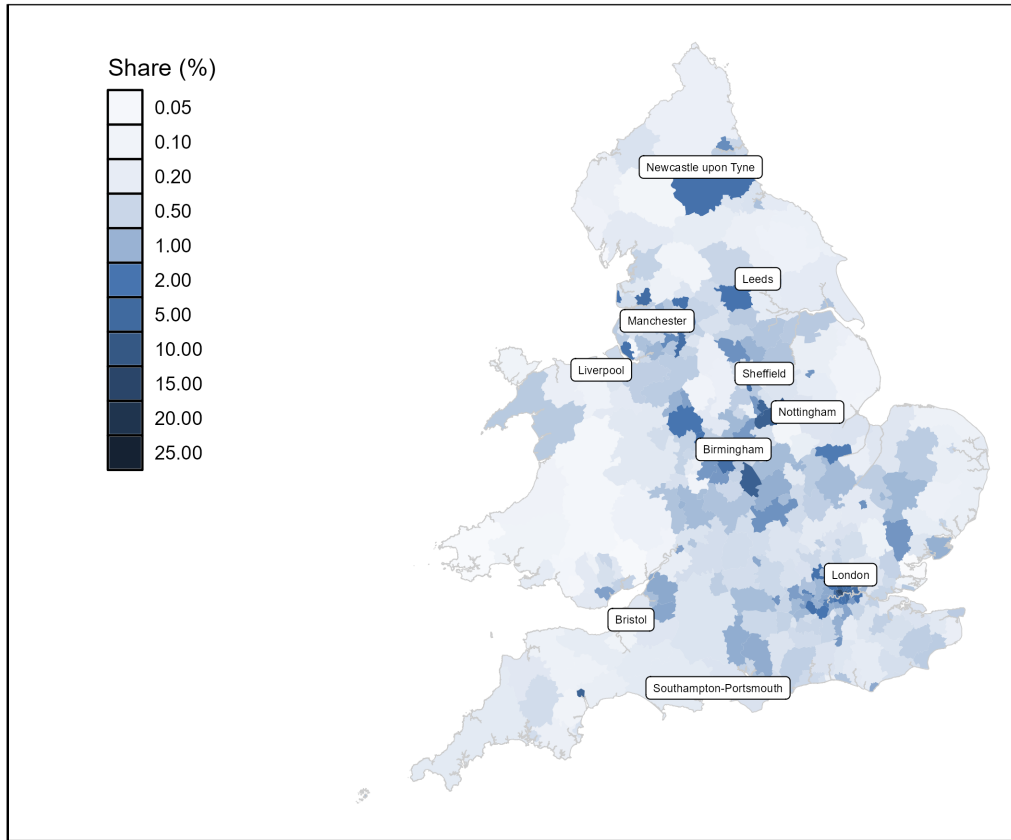 Share (%)
0.05
0.10
0.20
0.50
1.00
2.00
5.00
10.00
15.00
20.00
25.00
Newcastle upon Tyne
Leeds
Manchester
Liverpool
Sheffield
Nottingham
Birmingham
London
Bristol
Southampton-Portsmouth